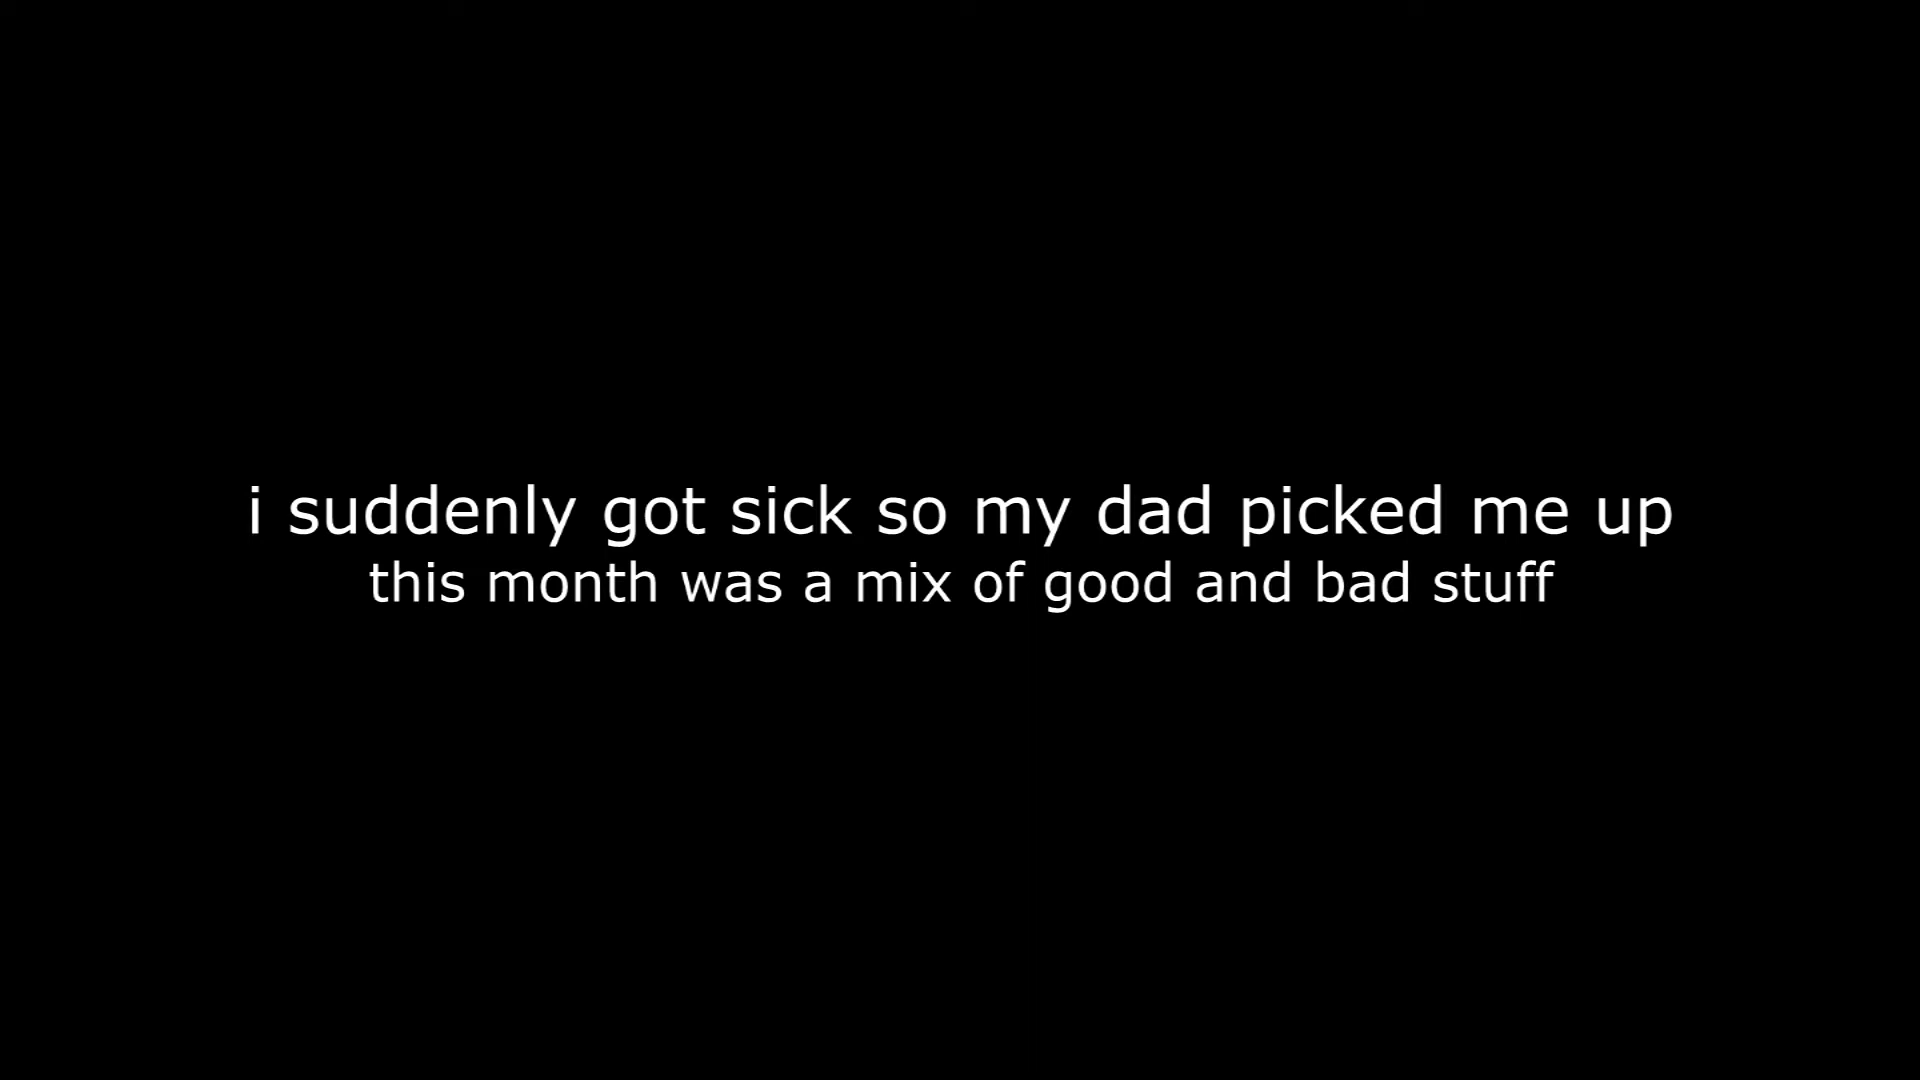 i suddenly got sick so my dad picked me up
this month was a mix of good and bad stuff